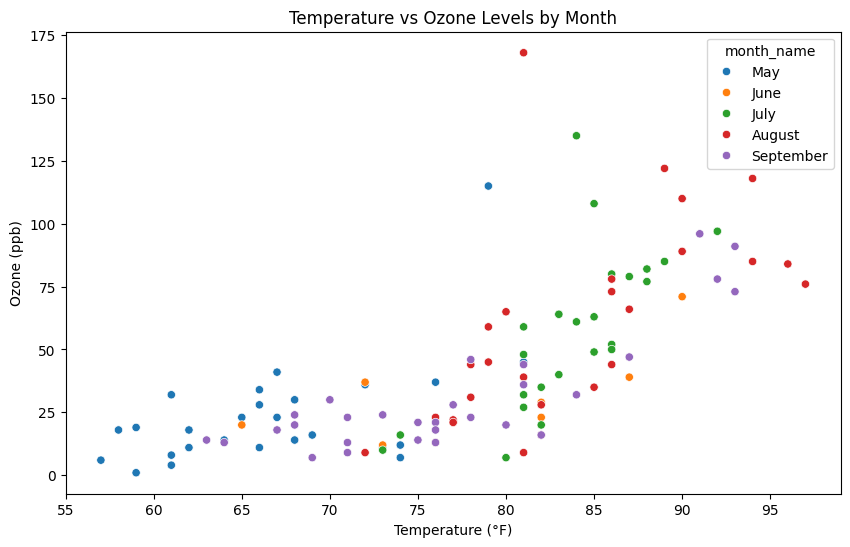 Temperature vs Ozone Levels by Month
175
150
125
100
75
50
25
0
Ozone (ppb)
55
60
65
70
75
80
85
90
95
Temperature (°F)
month_name
May
June
July
August
September